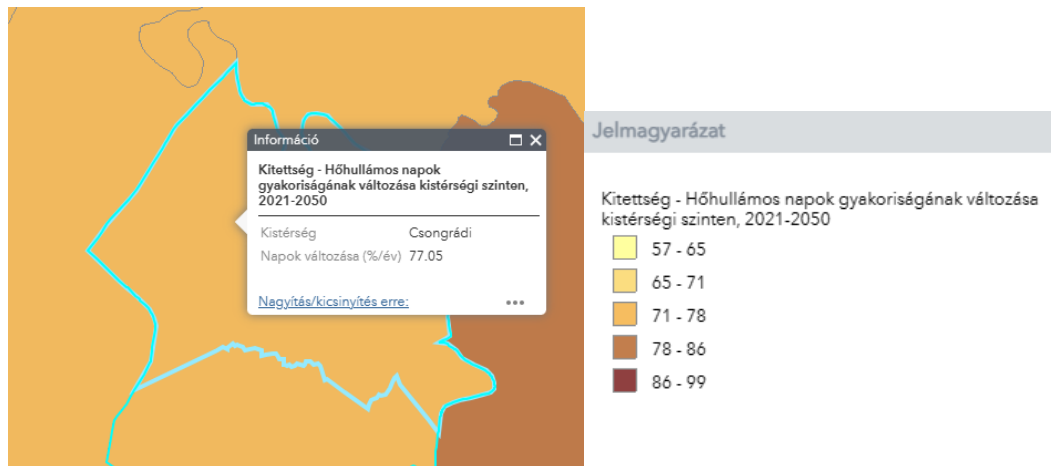 Információ
Kitettség - Hőhullámos napok
gyakoriságának változása kistérségi szinten,
2021-2050
Kistérség Csongrádi
Napok változása (%/év) 77.05
Nagyítás/kicsinyítés erre:
Jelmagyarázat
Kitettség - Hőhullámos napok gyakoriságának változása
kistérségi szinten, 2021-2050
57 - 65
65 - 71
71 - 78
78 - 86
86 - 99